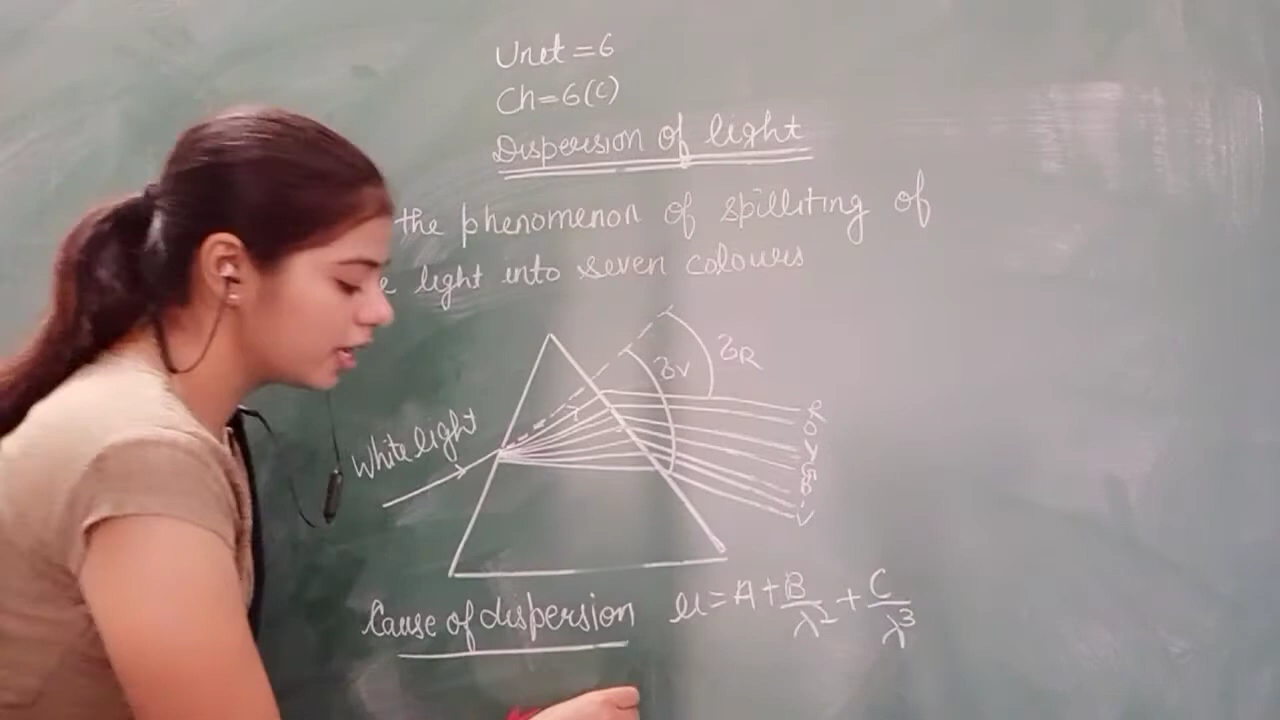 Unit = 6
Ch = 6(C)
Dispersion of light
the phenomenon of spilliting of
e light into seven colours
δR
δV
White light
R
O
Y
G
B
I
V
Cause of dispersion μ = A + B/λ² + C/λ³